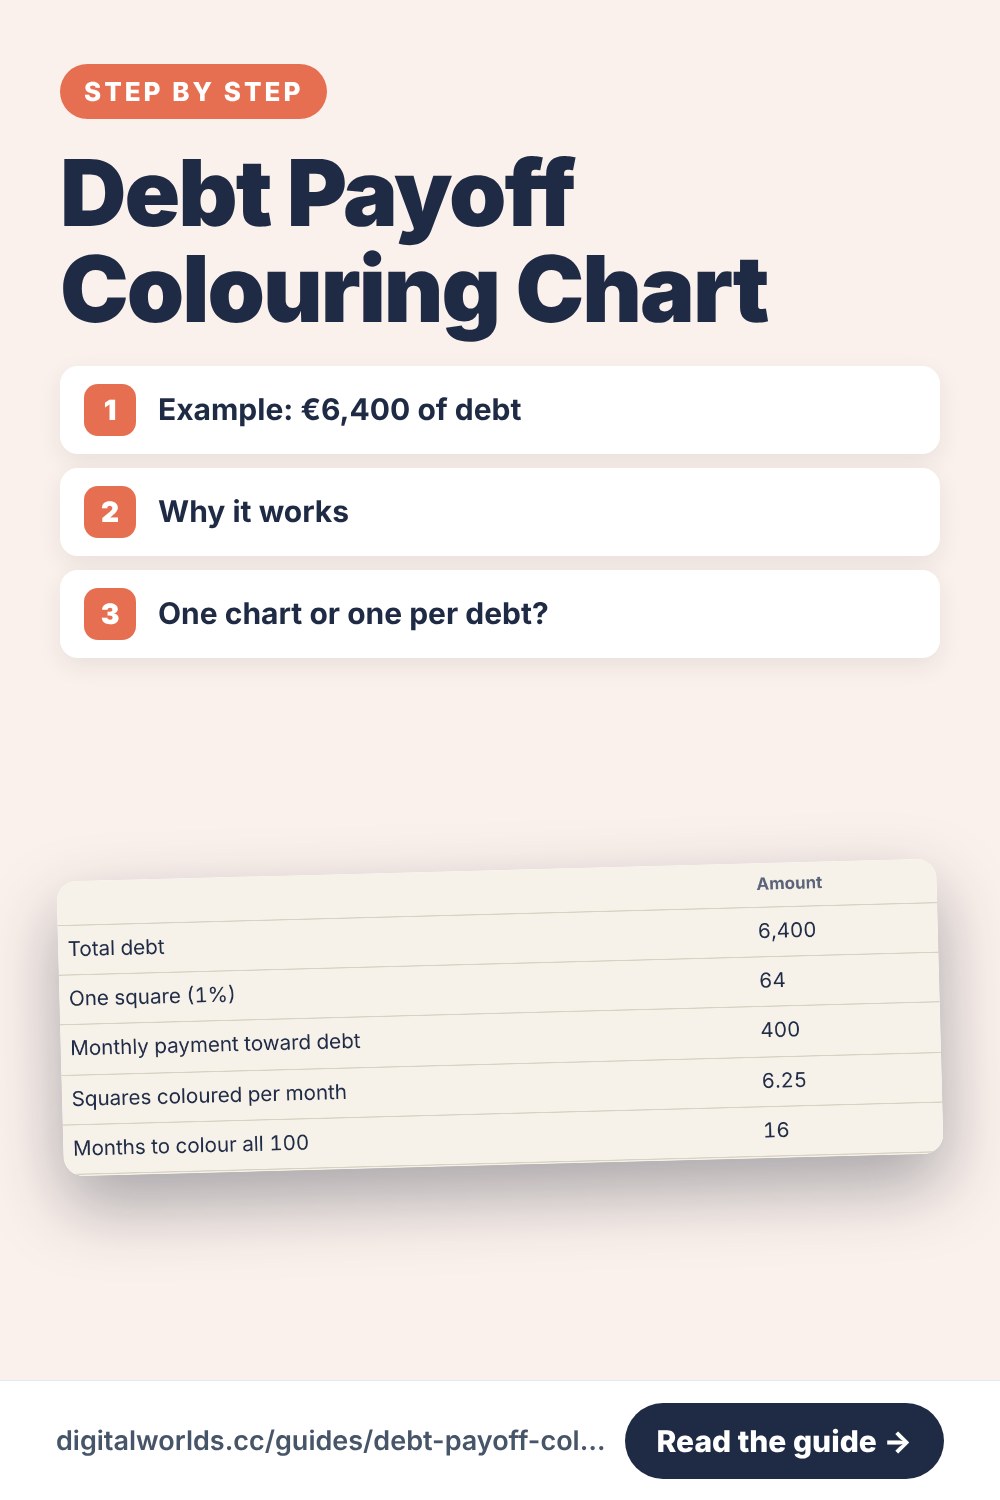 STEP BY STEP
Debt Payoff
Colouring Chart
1 Example: €6,400 of debt
2 Why it works
3 One chart or one per debt?
Amount
Total debt 6,400
One square (1%) 64
Monthly payment toward debt 400
Squares coloured per month 6.25
Months to colour all 100 16
digitalworlds.cc/guides/debt-payoff-col... Read the guide →